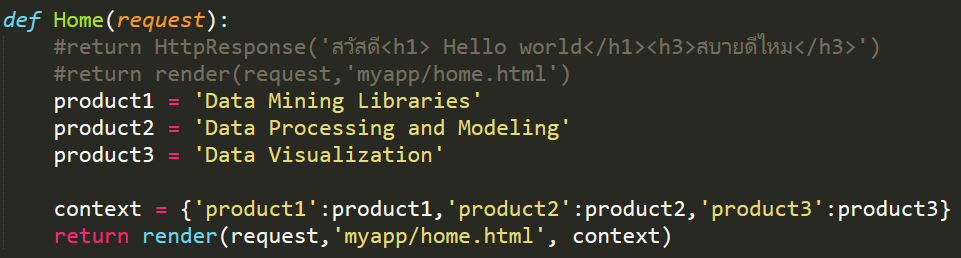 def Home(request):
    #return HttpResponse('สวัสดี<h1> Hello world</h1><h3>สบายดีไหม</h3>')
    #return render(request,'myapp/home.html')
    product1 = 'Data Mining Libraries'
    product2 = 'Data Processing and Modeling'
    product3 = 'Data Visualization'
    context = {'product1':product1,'product2':product2,'product3':product3}
    return render(request,'myapp/home.html', context)